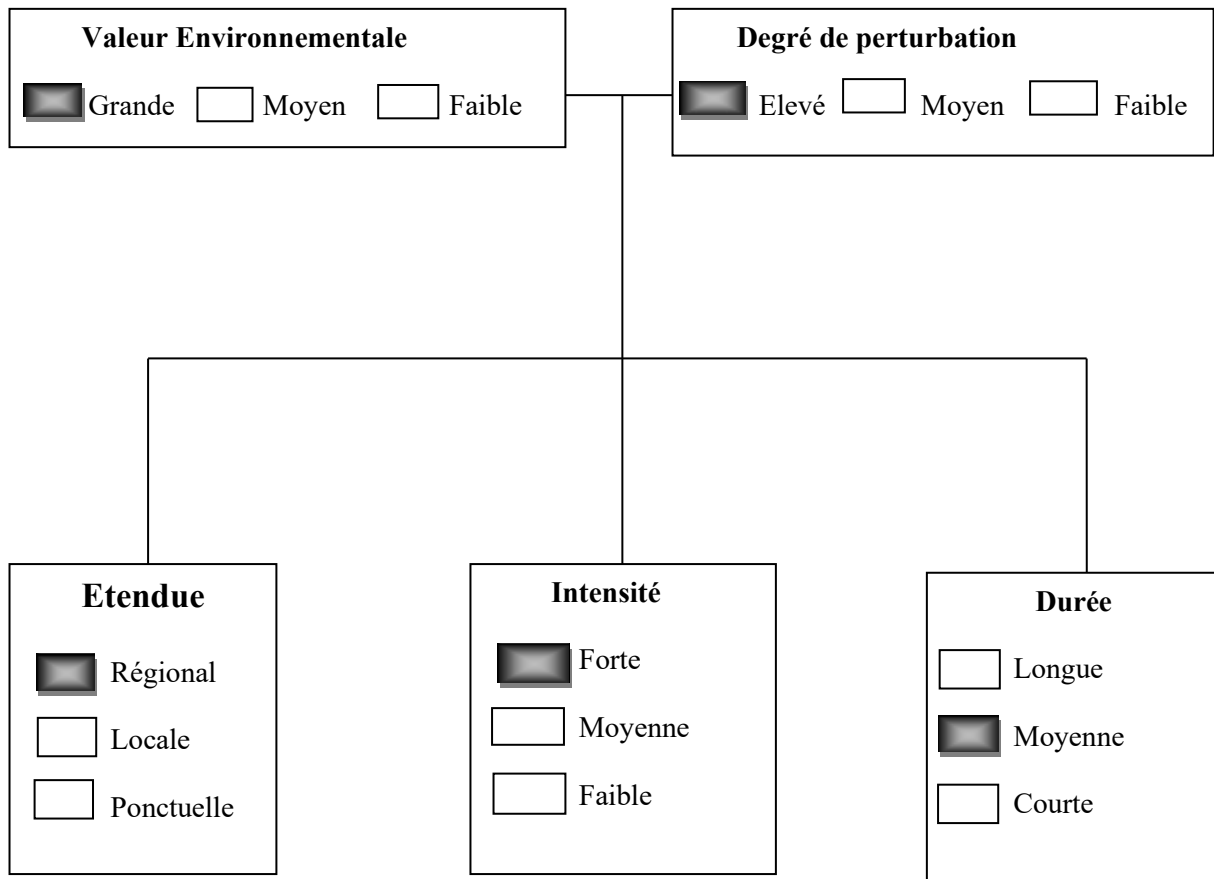 Valeur Environnementale
Grande Moyen Faible
Degré de perturbation
Elevé Moyen Faible
Etendue
Régional
Locale
Ponctuelle
Intensité
Forte
Moyenne
Faible
Durée
Longue
Moyenne
Courte